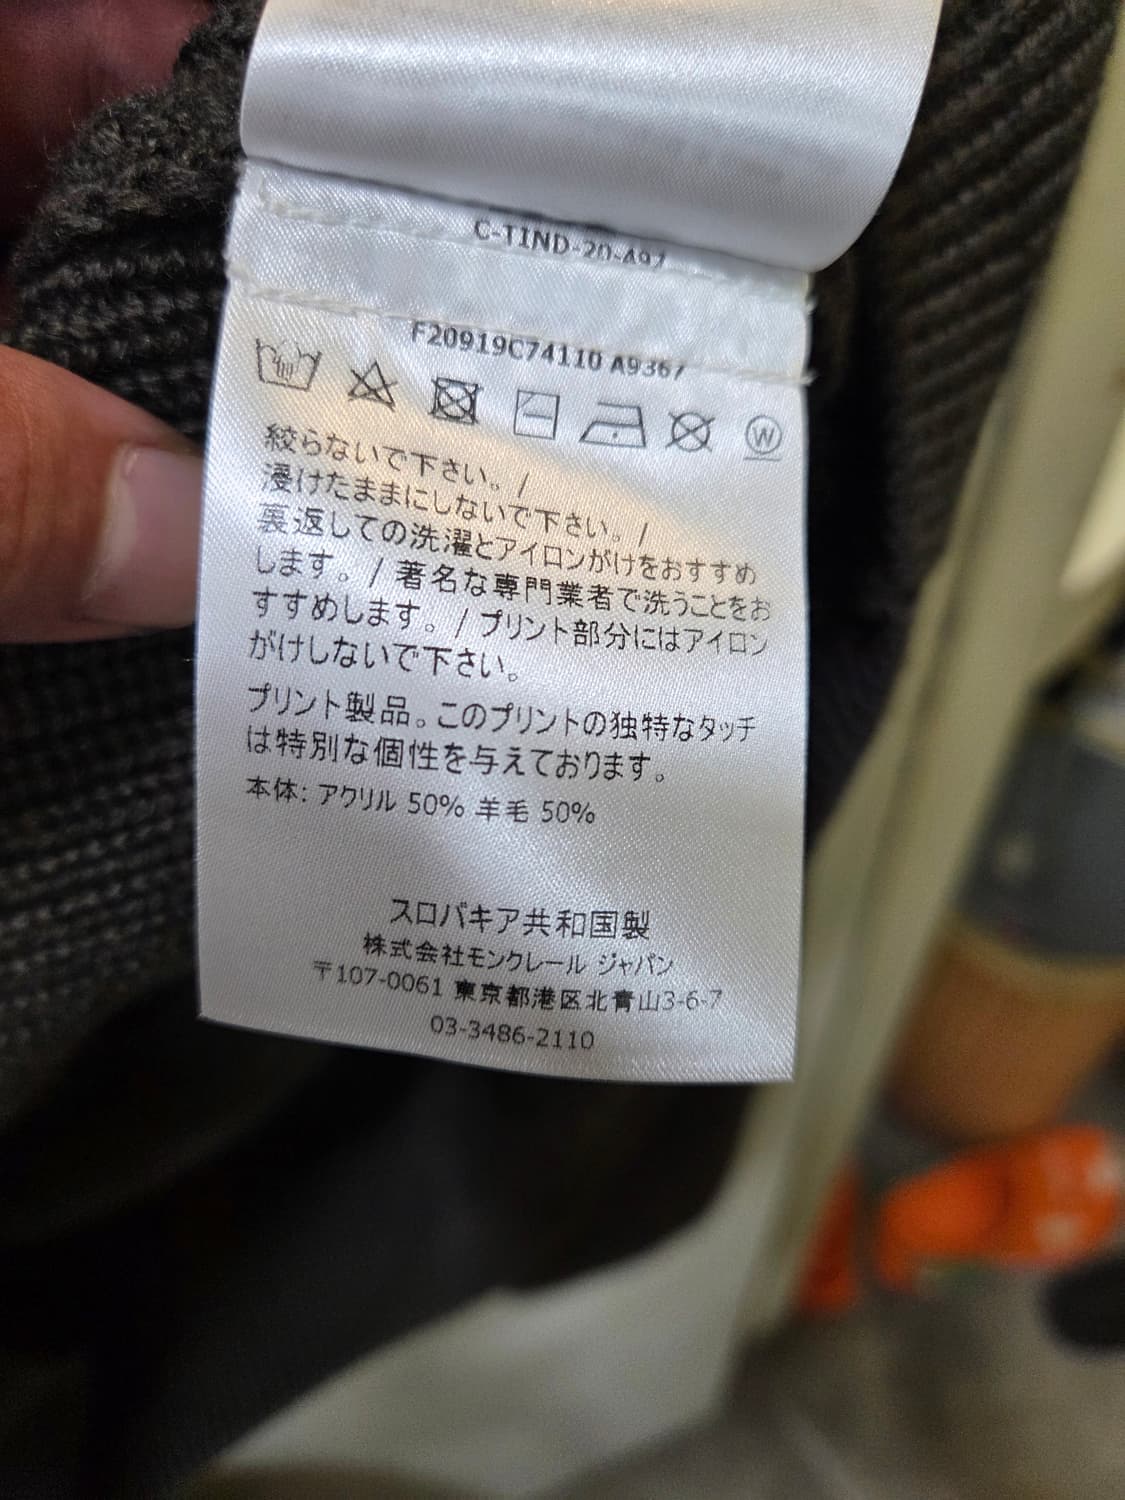 C-TIND-20-497
F20919C74110 A9367
W
絞らないで下さい。/
浸けたままにしないで下さい。/
裏返しての洗濯とアイロンがけをおすすめ
します。/ 著名な専門業者で洗うことをお
すすめします。/ プリント部分にはアイロン
がけしないで下さい。
プリント製品。このプリントの独特なタッチ
は特別な個性を与えております。
本体: アクリル 50% 羊毛 50%
スロバキア共和国製
株式会社モンクレール ジャパン
〒107-0061 東京都港区北青山3-6-7
03-3486-2110